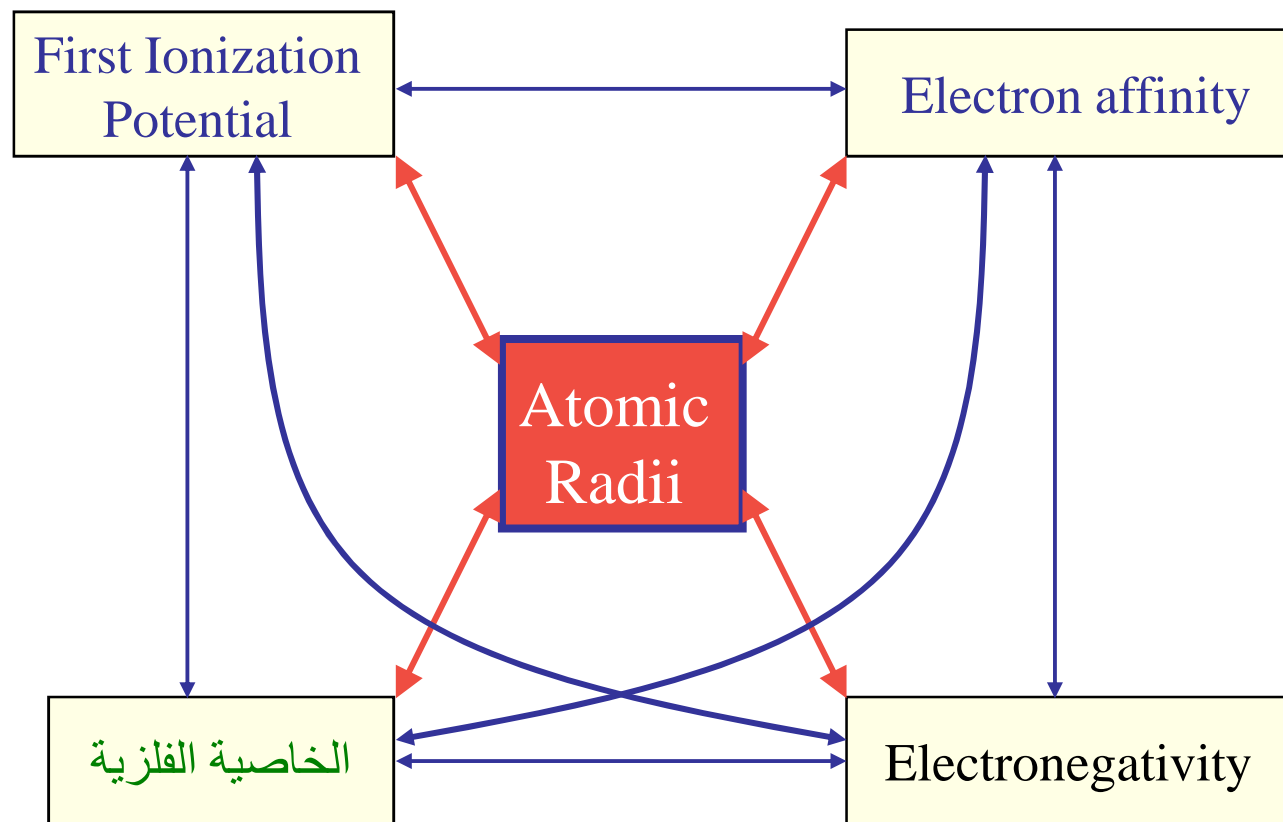 First Ionization
Potential
Electron affinity
Atomic
Radii
الخاصية الفلزية
Electronegativity